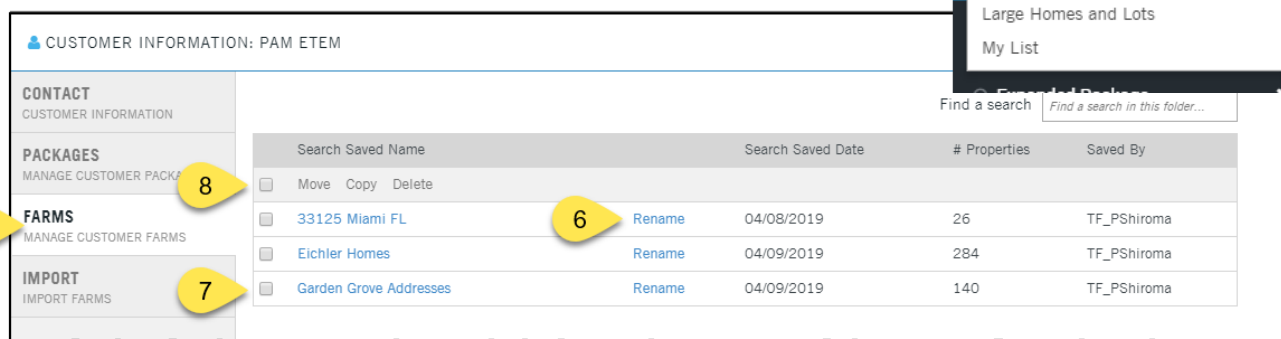 Large Homes and Lots
My List
CUSTOMER INFORMATION: PAM ETEM
CONTACT
CUSTOMER INFORMATION
PACKAGES
MANAGE CUSTOMER
8
FARMS
MANAGE CUSTOMER FARMS
IMPORT
IMPORT FARMS
7
Expanded Package
Find a search Find a search in this folder...
Search Saved Name Search Saved Date # Properties Saved By
Move Copy Delete
33125 Miami FL 6 Rename 04/08/2019 26 TF_PShiroma
Eichler Homes Rename 04/09/2019 284 TF_PShiroma
Garden Grove Addresses Rename 04/09/2019 140 TF_PShiroma